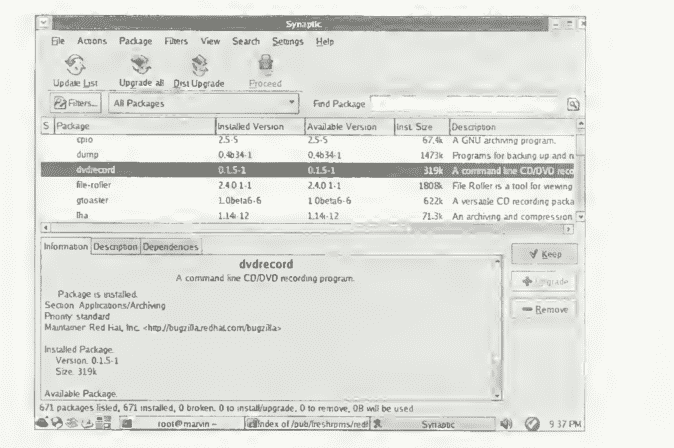 Synaptic
File Actions Package Filters View Search Settings Help
Update List Upgrade all Dist Upgrade Proceed
Filters... All Packages Find Package
S Package Installed Version Available Version Inst. Size Description
cpio 2.5-5 2.5-5 67.4k A GNU archiving program.
dump 0.4b34-1 0.4b34-1 1473k Programs for backing up and n
dvdrecord 0.1.5-1 0.1.5-1 319k A command line CD/DVD reco
file-roller 2.4.0.1-1 2.4.0.1-1 1808k File Roller is a tool for viewing
gtoaster 1.0beta6-6 1.0beta6-6 622k A versatile CD recording packa
lha 1.14i-12 1.14i-12 71.3k An archiving and compression
Information Description Dependencies
Keep
dvdrecord
A command line CD/DVD recording program.
Upgrade
Package is installed.
Section Applications/Archiving
Remove
Priority standard
Maintainer Red Hat, Inc. <http://bugzilla.redhat.com/bugzilla>
Installed Package.
Version. 0.1.5-1
Size. 319k
Available Package.
671 packages listed, 671 installed, 0 broken. 0 to install/upgrade, 0 to remove, 0B will be used
root@marvin ~ Index of /pub/freshrpms/redh Synaptic 9:37 PM